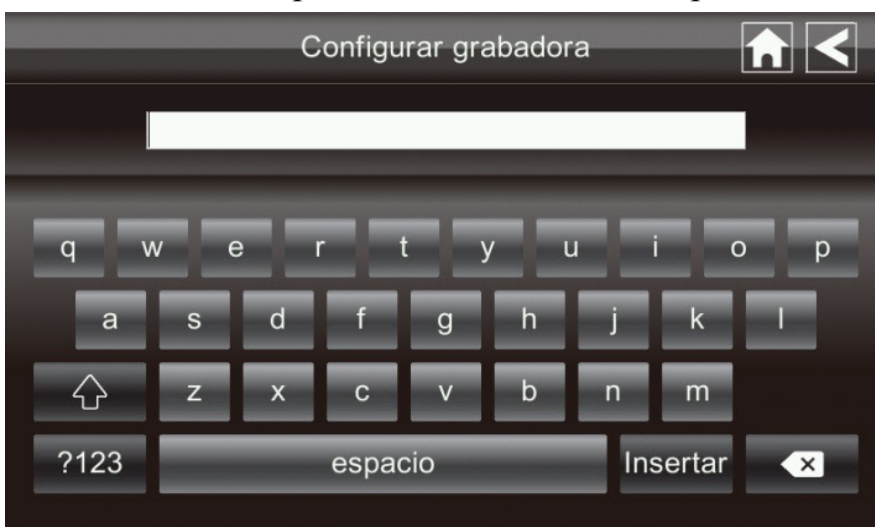 Configurar grabadora
q w e r t y u i o p
a s d f g h j k l
z x c v b n m
?123 espacio Insertar